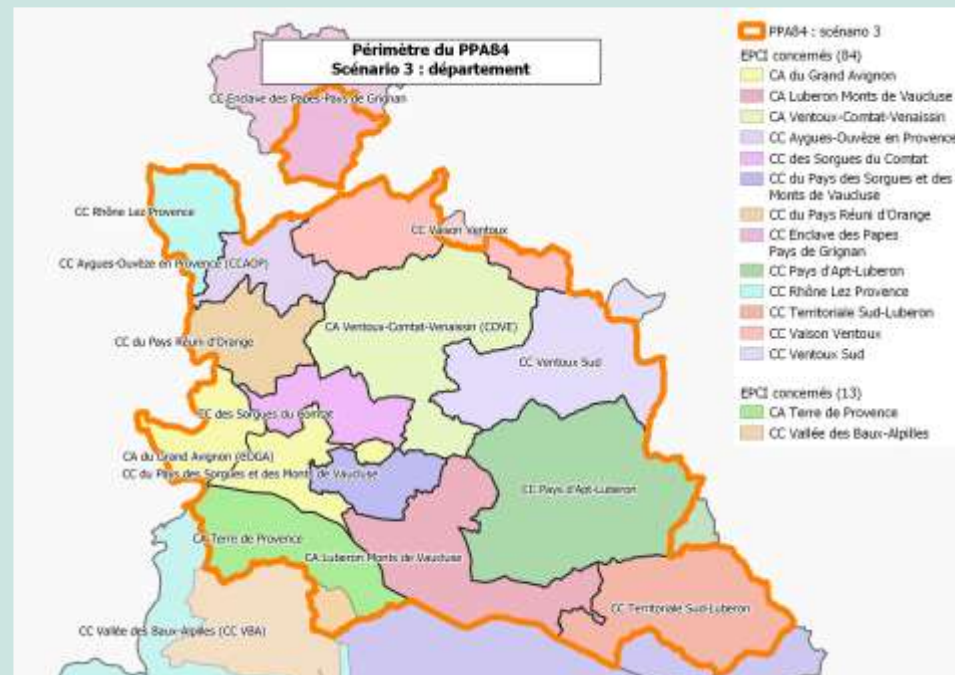 Périmètre du PPA84
Scénario 3 : département
CC Enclave des Papes-Pays de Grignan
CC Rhône Lez Provence
CC Vaison Ventoux
CC Aygues-Ouvèze en Provence (CCAOP)
CA Ventoux-Comtat-Venaissin (COVE)
CC du Pays Réuni d'Orange
CC Ventoux Sud
CC des Sorgues du Comtat
CA du Grand Avignon (EDGA)
CC du Pays des Sorgues et des Monts de Vaucluse
CC Pays d'Apt-Luberon
CA Terre de Provence
CA Luberon Monts de Vaucluse
CC Territoriale Sud-Luberon
CC Vallée des Baux-Alpilles (CC VBA)
PPA84 : scénario 3
EPCI concernés (84)
CA du Grand Avignon
CA Luberon Monts de Vaucluse
CA Ventoux-Comtat-Venaissin
CC Aygues-Ouvèze en Provence
CC des Sorgues du Comtat
CC du Pays des Sorgues et des
Monts de Vaucluse
CC du Pays Réuni d'Orange
CC Enclave des Papes
Pays de Grignan
CC Pays d'Apt-Luberon
CC Rhône Lez Provence
CC Territoriale Sud-Luberon
CC Vaison Ventoux
CC Ventoux Sud
EPCI concernés (13)
CA Terre de Provence
CC Vallée des Baux-Alpilles